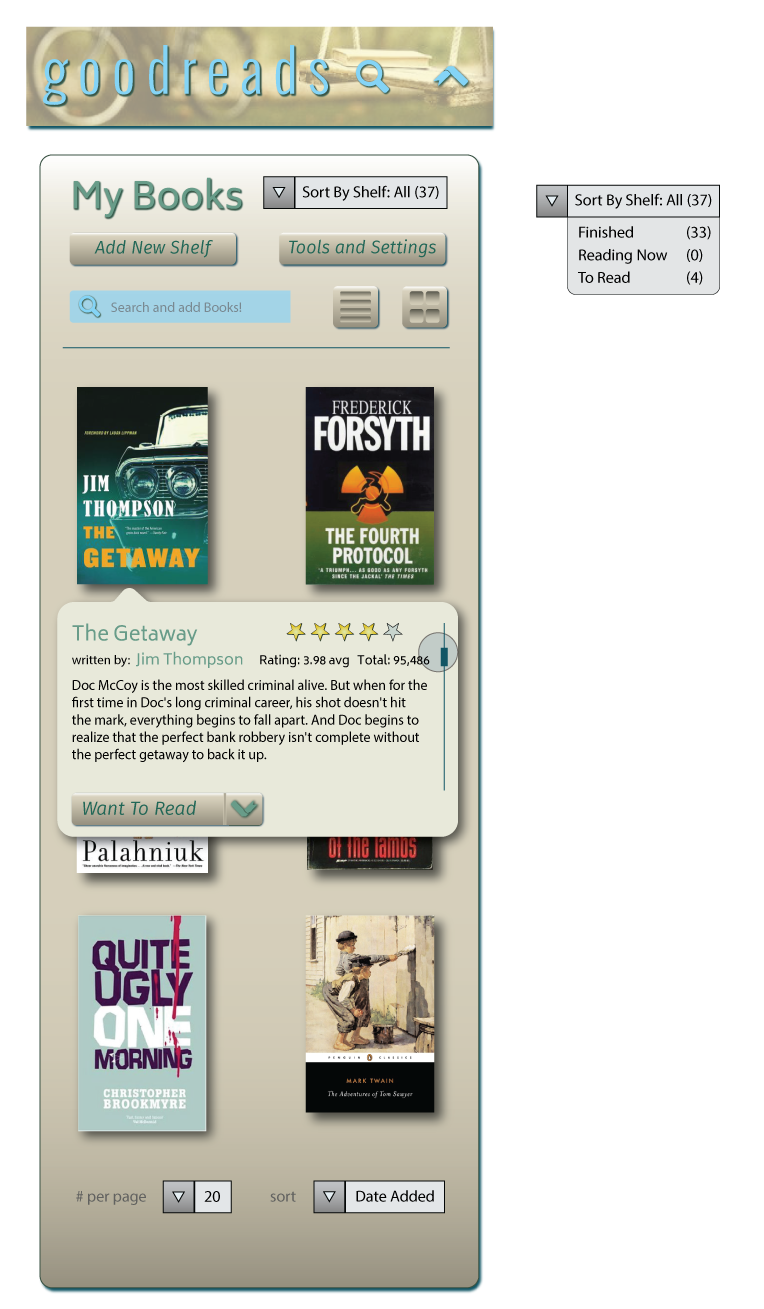 goodreads
My Books
Sort By Shelf: All (37)
Add New Shelf
Tools and Settings
Search and add Books!
Sort By Shelf: All (37)
Finished (33)
Reading Now (0)
To Read (4)
FOREWORD BY LAURA LIPPMAN
JIM
THOMPSON
THE
GETAWAY
FREDERICK
FORSYTH
THE FOURTH
PROTOCOL
'A TRIUMPH... AS GOOD AS ANY FORSYTH
SINCE THE JACKAL' THE TIMES
The Getaway
written by: Jim Thompson Rating: 3.98 avg Total: 95,486
Doc McCoy is the most skilled criminal alive. But when for the
first time in Doc's long criminal career, his shot doesn't hit
the mark, everything begins to fall apart. And Doc begins to
realize that the perfect bank robbery isn't complete without
the perfect getaway to back it up.
Want To Read
Palahniuk
of the lambs
QUITE
UGLY
ONE
MORNING
CHRISTOPHER
BROOKMYRE
PENGUIN CLASSICS
MARK TWAIN
The Adventures of Tom Sawyer
# per page 20 sort Date Added